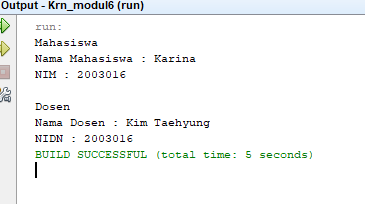 Output - Krn_modul6 (run)
run:
Mahasiswa
Nama Mahasiswa : Karina
NIM : 2003016
Dosen
Nama Dosen : Kim Taehyung
NIDN : 2003016
BUILD SUCCESSFUL (total time: 5 seconds)